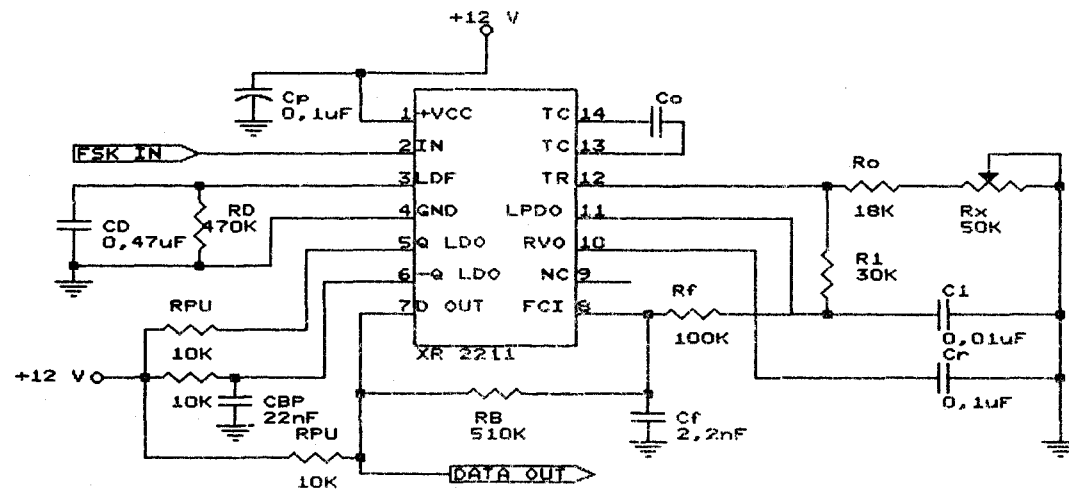 +12 V
Cp
0,1uF
1 +VCC
TC 14
Co
FSK IN
2 IN
TC 13
3 LDF
TR 12
Ro
18K
Rx
50K
CD
0,47uF
RD
470K
4 GND
LPDO 11
5 Q LDO
RVO 10
R1
30K
6 -Q LDO
NC 9
RPU
10K
7 D OUT
FCI 8
Rf
100K
C1
0,01uF
XR 2211
Cr
0,1uF
+12 V
10K
CBP
22nF
RB
510K
Cf
2,2nF
RPU
10K
DATA OUT